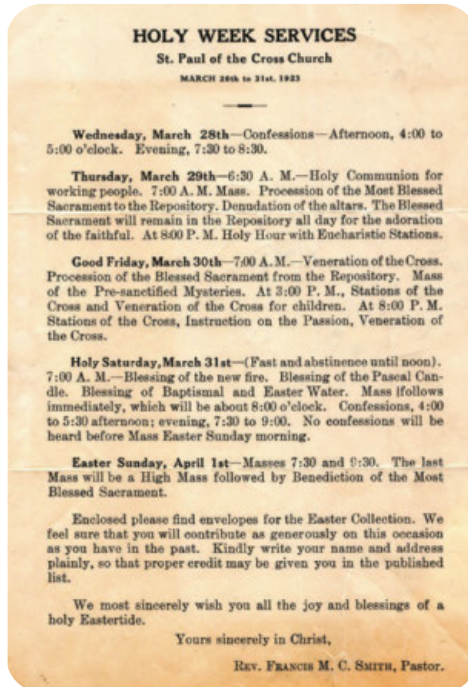 HOLY WEEK SERVICES
St. Paul of the Cross Church
MARCH 28th to 31st, 1923
Wednesday, March 28th—Confessions—Afternoon, 4:00 to
5:00 o'clock. Evening, 7:30 to 8:30.
Thursday, March 29th—6:30 A. M.—Holy Communion for
working people. 7:00 A. M. Mass. Procession of the Most Blessed
Sacrament to the Repository. Denudation of the altars. The Blessed
Sacrament will remain in the Repository all day for the adoration
of the faithful. At 8:00 P. M. Holy Hour with Eucharistic Stations.
Good Friday, March 30th—7:00 A. M.—Veneration of the Cross.
Procession of the Blessed Sacrament from the Repository. Mass
of the Pre-sanctified Mysteries. At 3:00 P. M., Stations of the
Cross and Veneration of the Cross for children. At 8:00 P. M.
Stations of the Cross, Instruction on the Passion, Veneration of
the Cross.
Holy Saturday, March 31st—(Fast and abstinence until noon).
7:00 A. M.—Blessing of the new fire. Blessing of the Pascal Can-
dle. Blessing of Baptismal and Easter Water. Mass follows
immediately, which will be about 8:00 o'clock. Confessions, 4:00
to 5:30 afternoon; evening, 7:30 to 9:00. No confessions will be
heard before Mass Easter Sunday morning.
Easter Sunday, April 1st—Masses 7:30 and 9:30. The last
Mass will be a High Mass followed by Benediction of the Most
Blessed Sacrament.
Enclosed please find envelopes for the Easter Collection. We
feel sure that you will contribute as generously on this occasion
as you have in the past. Kindly write your name and address
plainly, so that proper credit may be given you in the published
list.
We most sincerely wish you all the joy and blessings of a
holy Eastertide.
Yours sincerely in Christ,
REV. FRANCIS M. C. SMITH, Pastor.